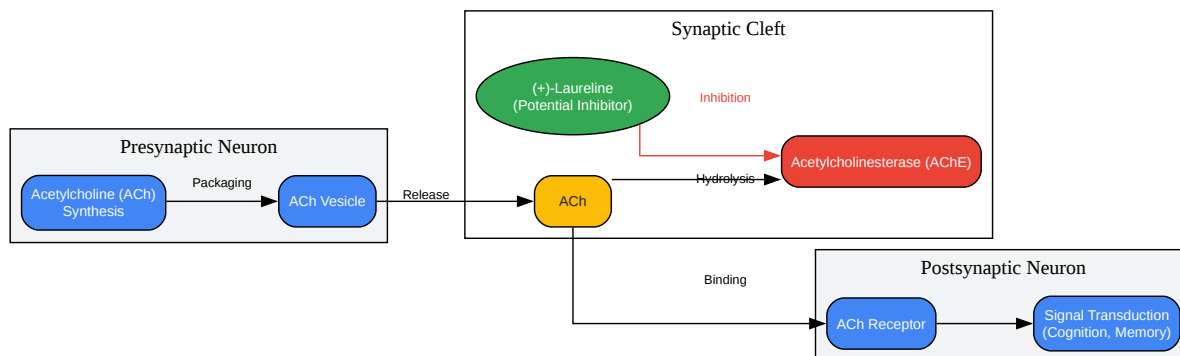 Synaptic Cleft
(+)-Laureline
(Potential Inhibitor)
Inhibition
Acetylcholinesterase (AChE)
Hydrolysis
Presynaptic Neuron
Acetylcholine (ACh)
Synthesis
Packaging
ACh Vesicle
Release
ACh
Binding
Postsynaptic Neuron
ACh Receptor
Signal Transduction
(Cognition, Memory)